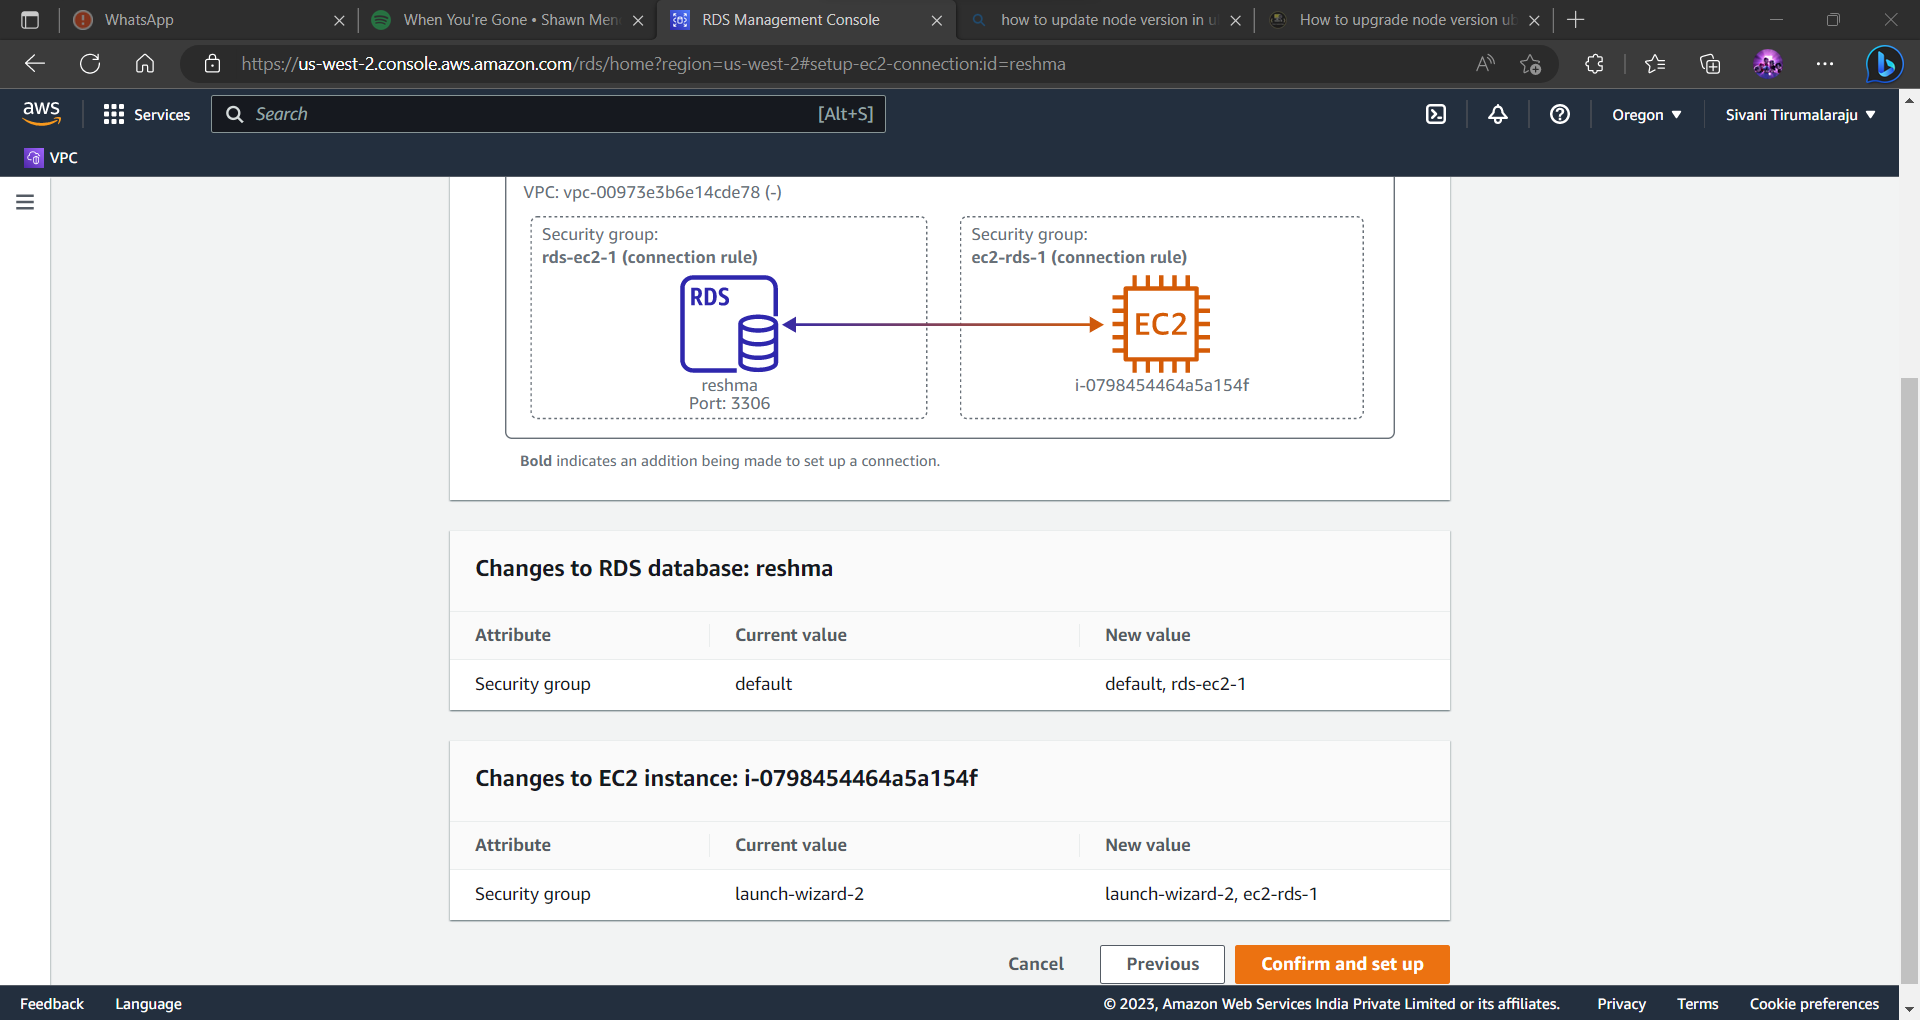 WhatsApp
When You're Gone • Shawn Men
RDS Management Console
how to update node version in u
How to upgrade node version ub
https://us-west-2.console.aws.amazon.com/rds/home?region=us-west-2#setup-ec2-connection:id=reshma
aws
Services
Search
[Alt+S]
Oregon
Sivani Tirumalaraju
VPC
VPC: vpc-00973e3b6e14cde78 (-)
Security group:
rds-ec2-1 (connection rule)
RDS
reshma
Port: 3306
Security group:
ec2-rds-1 (connection rule)
EC2
i-0798454464a5a154f
Bold indicates an addition being made to set up a connection.
Changes to RDS database: reshma
Attribute Current value New value
Security group default default, rds-ec2-1
Changes to EC2 instance: i-0798454464a5a154f
Attribute Current value New value
Security group launch-wizard-2 launch-wizard-2, ec2-rds-1
Cancel Previous Confirm and set up
Feedback Language © 2023, Amazon Web Services India Private Limited or its affiliates. Privacy Terms Cookie preferences